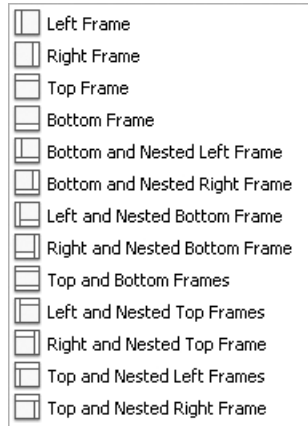 Left Frame
Right Frame
Top Frame
Bottom Frame
Bottom and Nested Left Frame
Bottom and Nested Right Frame
Left and Nested Bottom Frame
Right and Nested Bottom Frame
Top and Bottom Frames
Left and Nested Top Frames
Right and Nested Top Frame
Top and Nested Left Frames
Top and Nested Right Frame